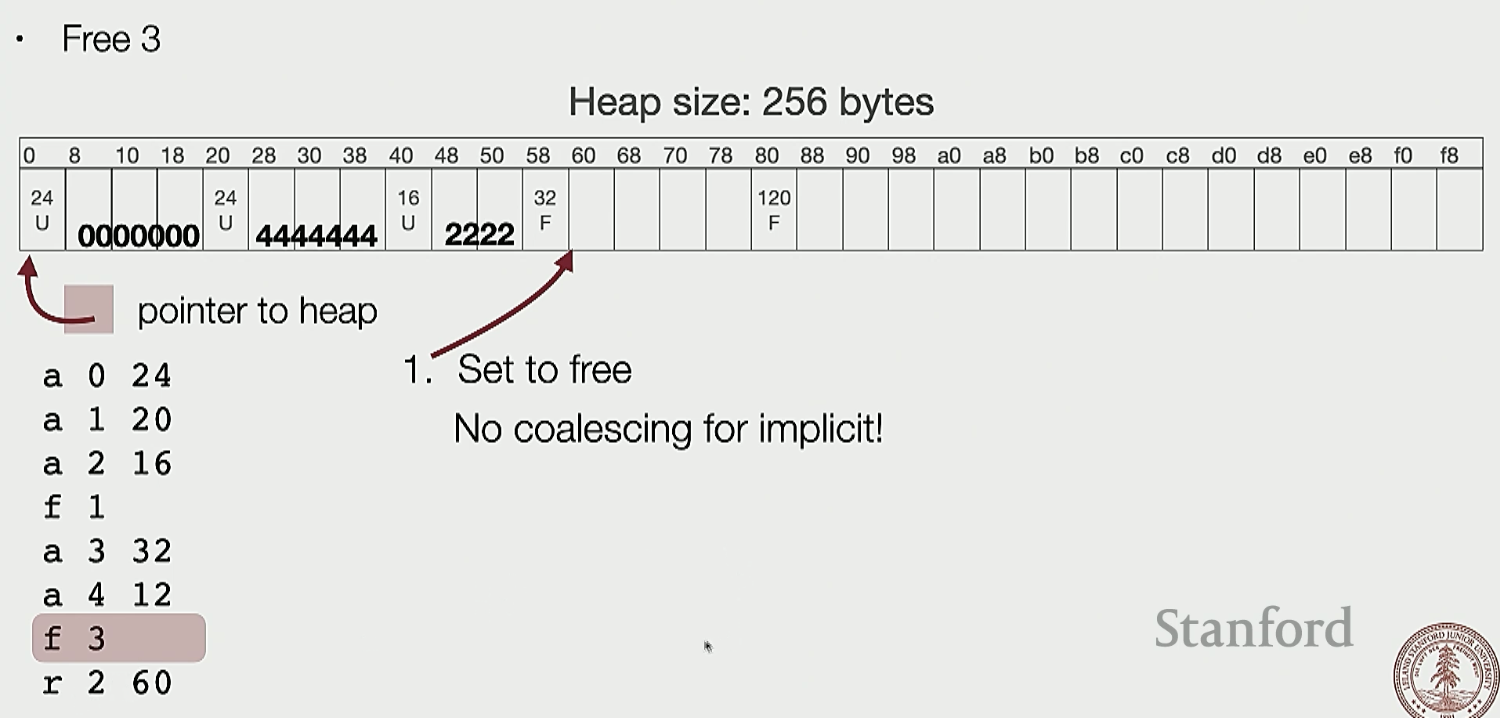 • Free 3
Heap size: 256 bytes
0 8 10 18 20 28 30 38 40 48 50 58 60 68 70 78 80 88 90 98 a0 a8 b0 b8 c0 c8 d0 d8 e0 e8 f0 f8
24 24 16 32 120
U U U F F
0000000 4444444 2222
pointer to heap
1. Set to free
No coalescing for implicit!
a 0 24
a 1 20
a 2 16
f 1
a 3 32
a 4 12
f 3
r 2 60
Stanford